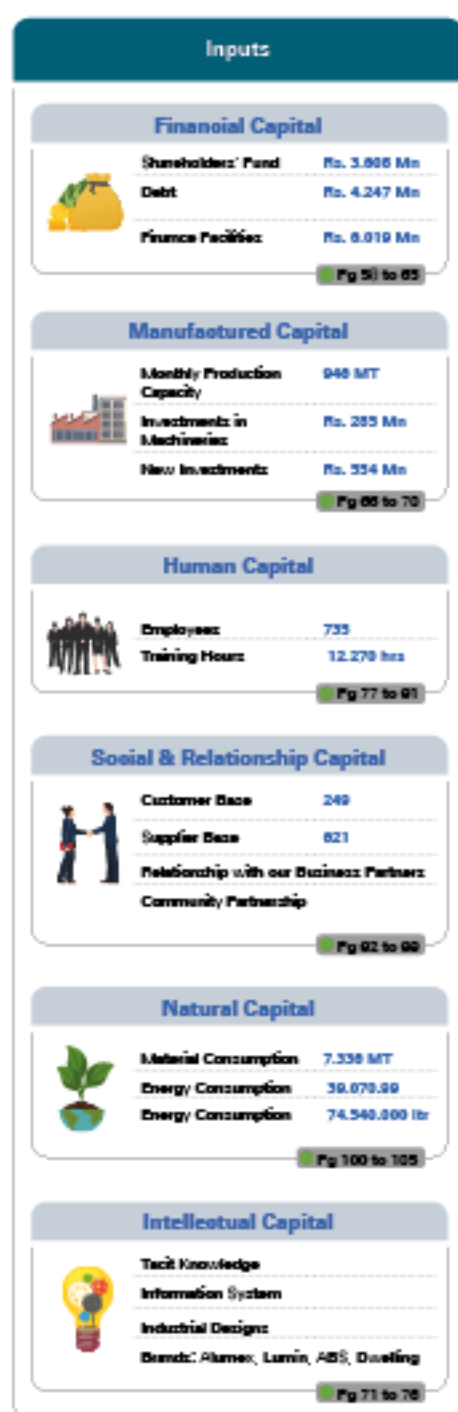 Inputs
Financial Capital
Shareholders' Fund Rs. 3.606 Mn
Debt Rs. 4.247 Mn
Finance Facilities Rs. 6.019 Mn
Pg to 65
Manufactured Capital
Monthly Production 946 MT
Capacity
Investments in Rs. 285 Mn
Machineries
New Investments Rs. 554 Mn
Pg 66 to 70
Human Capital
Employees 735
Training Hours 12.270 hrs
Pg 77 to 91
Social & Relationship Capital
Customer Base 249
Supplier Base 621
Relationship with our Business Partners
Community Partnership
Pg 92 to 99
Natural Capital
Material Consumption 7.336 MT
Energy Consumption 39.070.99
Energy Consumption 74.540.000 ltr
Pg 100 to 105
Intellectual Capital
Tacit Knowledge
Information System
Industrial Designs
Brands: Alumex, Lumin, ABS, Dwelling
Pg 71 to 76